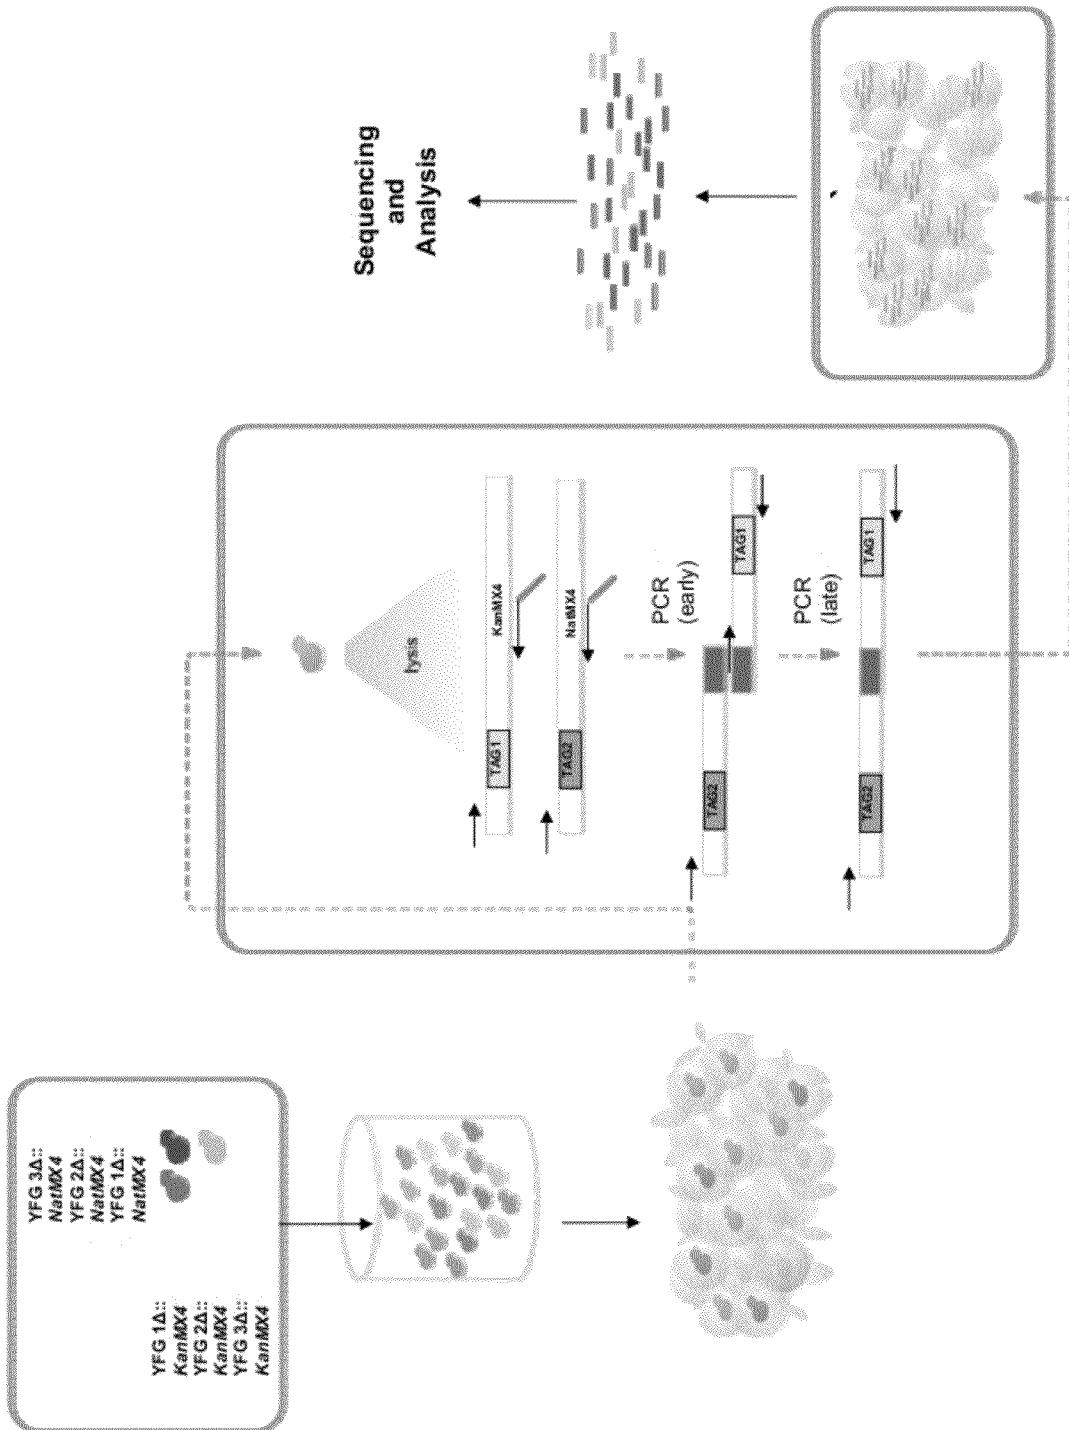 YFG 1Δ::
KanMX4
YFG 2Δ::
KanMX4
YFG 3Δ::
KanMX4
YFG 3Δ::
NatMX4
YFG 2Δ::
NatMX4
YFG 1Δ::
NatMX4
lysis
TAG1
KanMX4
TAG2
NatMX4
PCR
(early)
TAG2
TAG1
PCR
(late)
TAG2
TAG1
Sequencing
and
Analysis